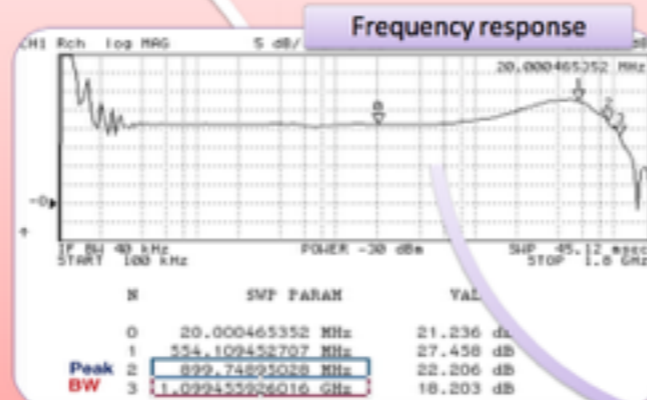 Frequency response
CH1 Rch log MAG 5 dB/
20.000465352 MHz
0
1
-0
IF BW 40 kHz POWER -30 dBm SWP 45.12 msec
START 100 kHz STOP 1.8 GHz
N SWP PARAM VAL
0 20.000465352 MHz 21.236 dB
1 554.109452707 MHz 27.458 dB
Peak 2 899.74895028 MHz 22.206 dB
BW 3 1.099455926016 GHz 18.203 dB